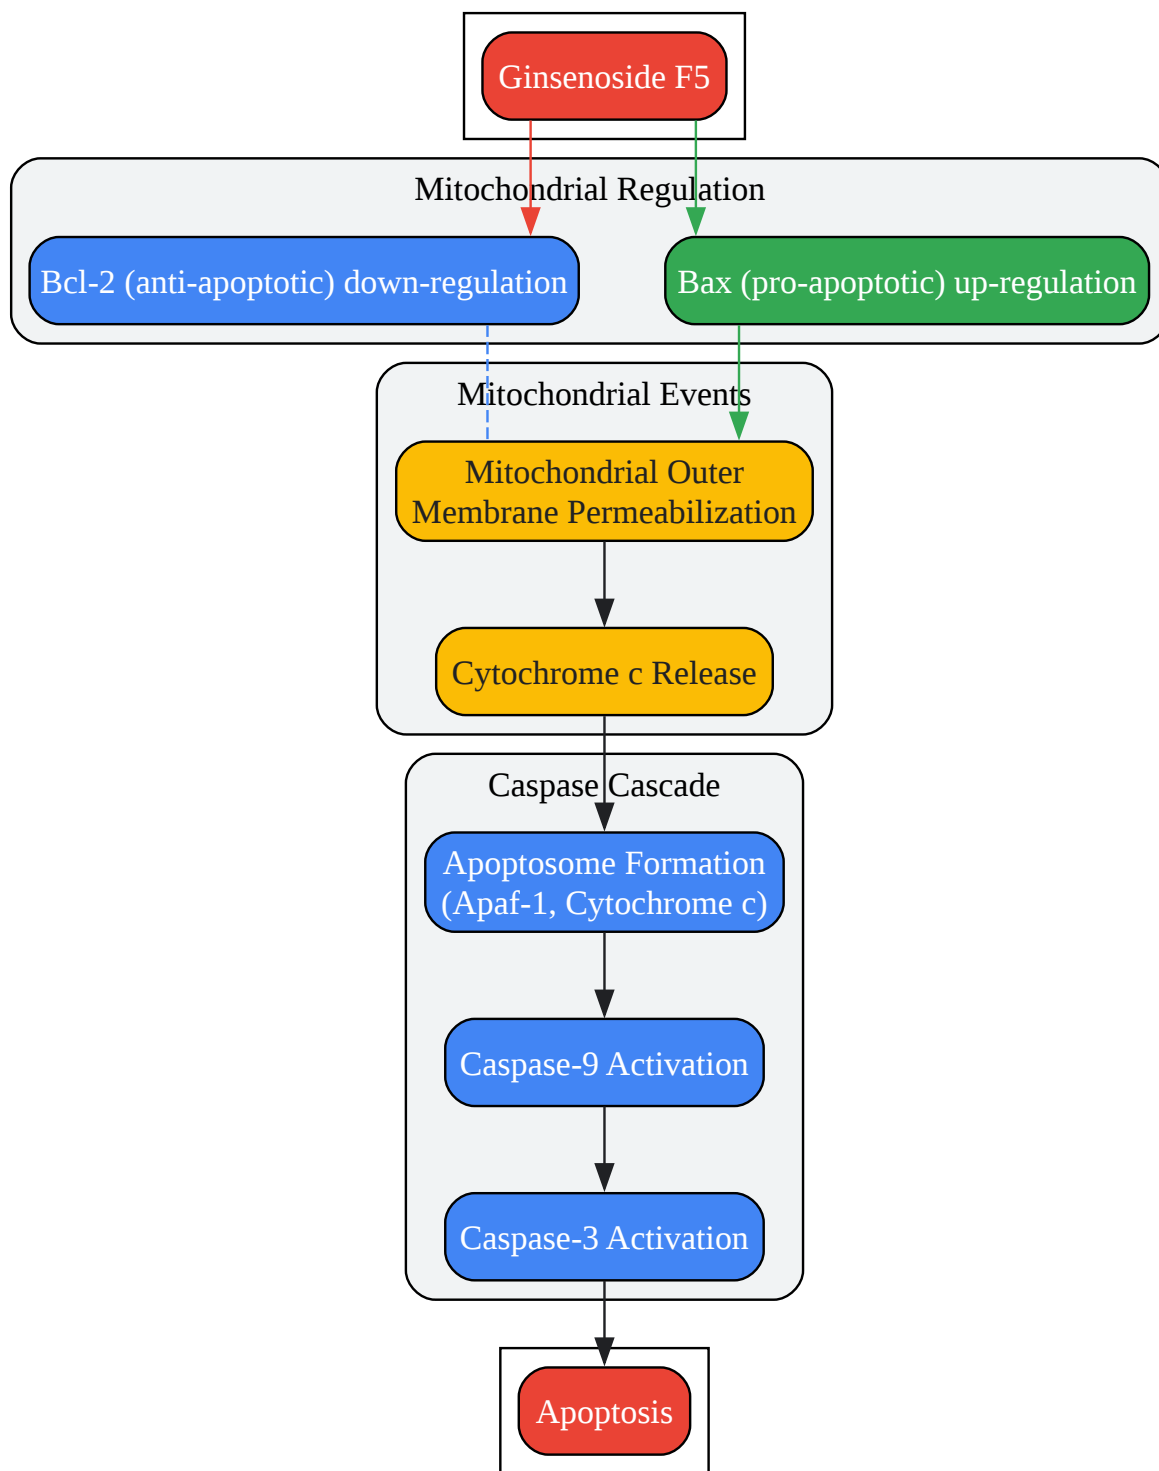 Ginsenoside F5
Mitochondrial Regulation
Bcl-2 (anti-apoptotic) down-regulation
Bax (pro-apoptotic) up-regulation
Mitochondrial Events
Mitochondrial Outer
Membrane Permeabilization
Cytochrome c Release
Caspase Cascade
Apoptosome Formation
(Apaf-1, Cytochrome c)
Caspase-9 Activation
Caspase-3 Activation
Apoptosis